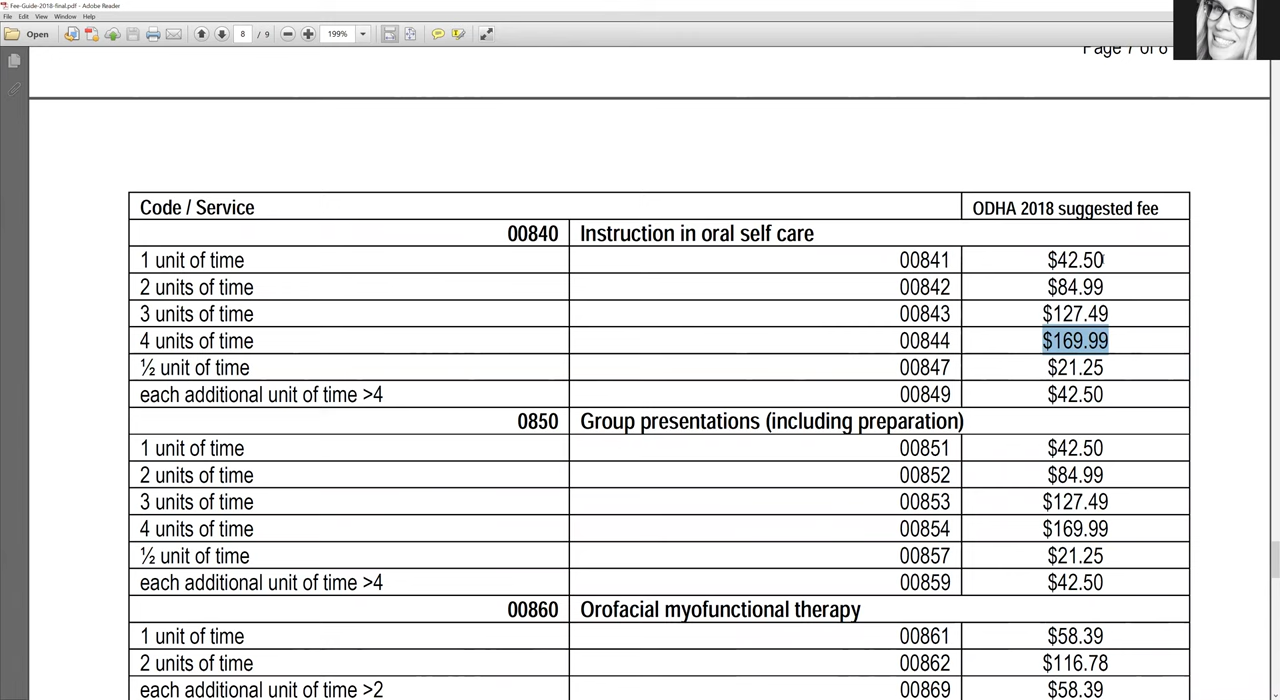 Fee-Guide-2018-final.pdf - Adobe Reader
File Edit View Window Help
Open 8 / 9 199%
Page 7 of 8
Code / Service ODHA 2018 suggested fee
00840 Instruction in oral self care
1 unit of time 00841 $42.50
2 units of time 00842 $84.99
3 units of time 00843 $127.49
4 units of time 00844 $169.99
½ unit of time 00847 $21.25
each additional unit of time >4 00849 $42.50
0850 Group presentations (including preparation)
1 unit of time 00851 $42.50
2 units of time 00852 $84.99
3 units of time 00853 $127.49
4 units of time 00854 $169.99
½ unit of time 00857 $21.25
each additional unit of time >4 00859 $42.50
00860 Orofacial myofunctional therapy
1 unit of time 00861 $58.39
2 units of time 00862 $116.78
each additional unit of time >2 00869 $58.39